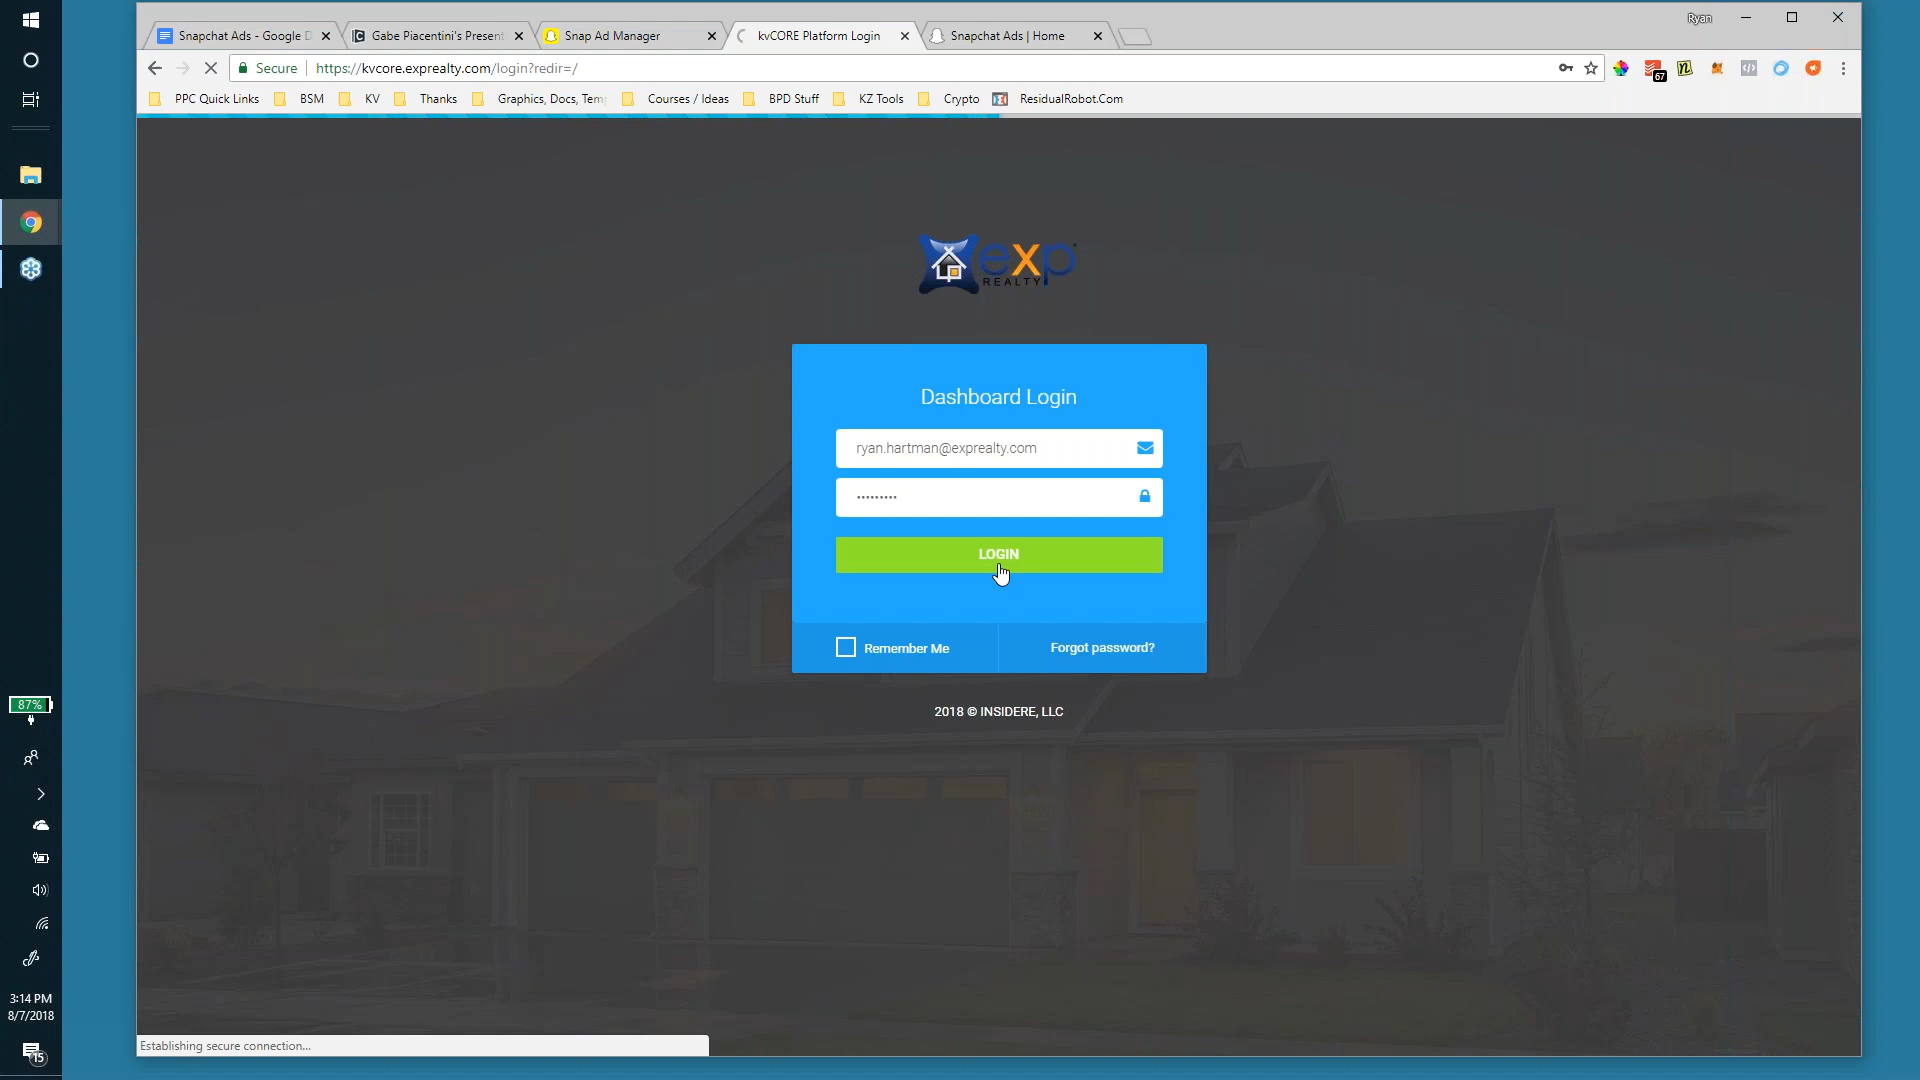 Ryan
Snapchat Ads - Google D
Gabe Piacentini's Present
Snap Ad Manager
kvCORE Platform Login
Snapchat Ads | Home
Secure
https://kvcore.exprealty.com/login?redir=/
67
PPC Quick Links
BSM
KV
Thanks
Graphics, Docs, Tem
Courses / Ideas
BPD Stuff
KZ Tools
Crypto
ResidualRobot.Com
exp
REALTY
Dashboard Login
ryan.hartman@exprealty.com
•••••••••
LOGIN
Remember Me
Forgot password?
2018 © INSIDERE, LLC
87%
3:14 PM
8/7/2018
15
Establishing secure connection...